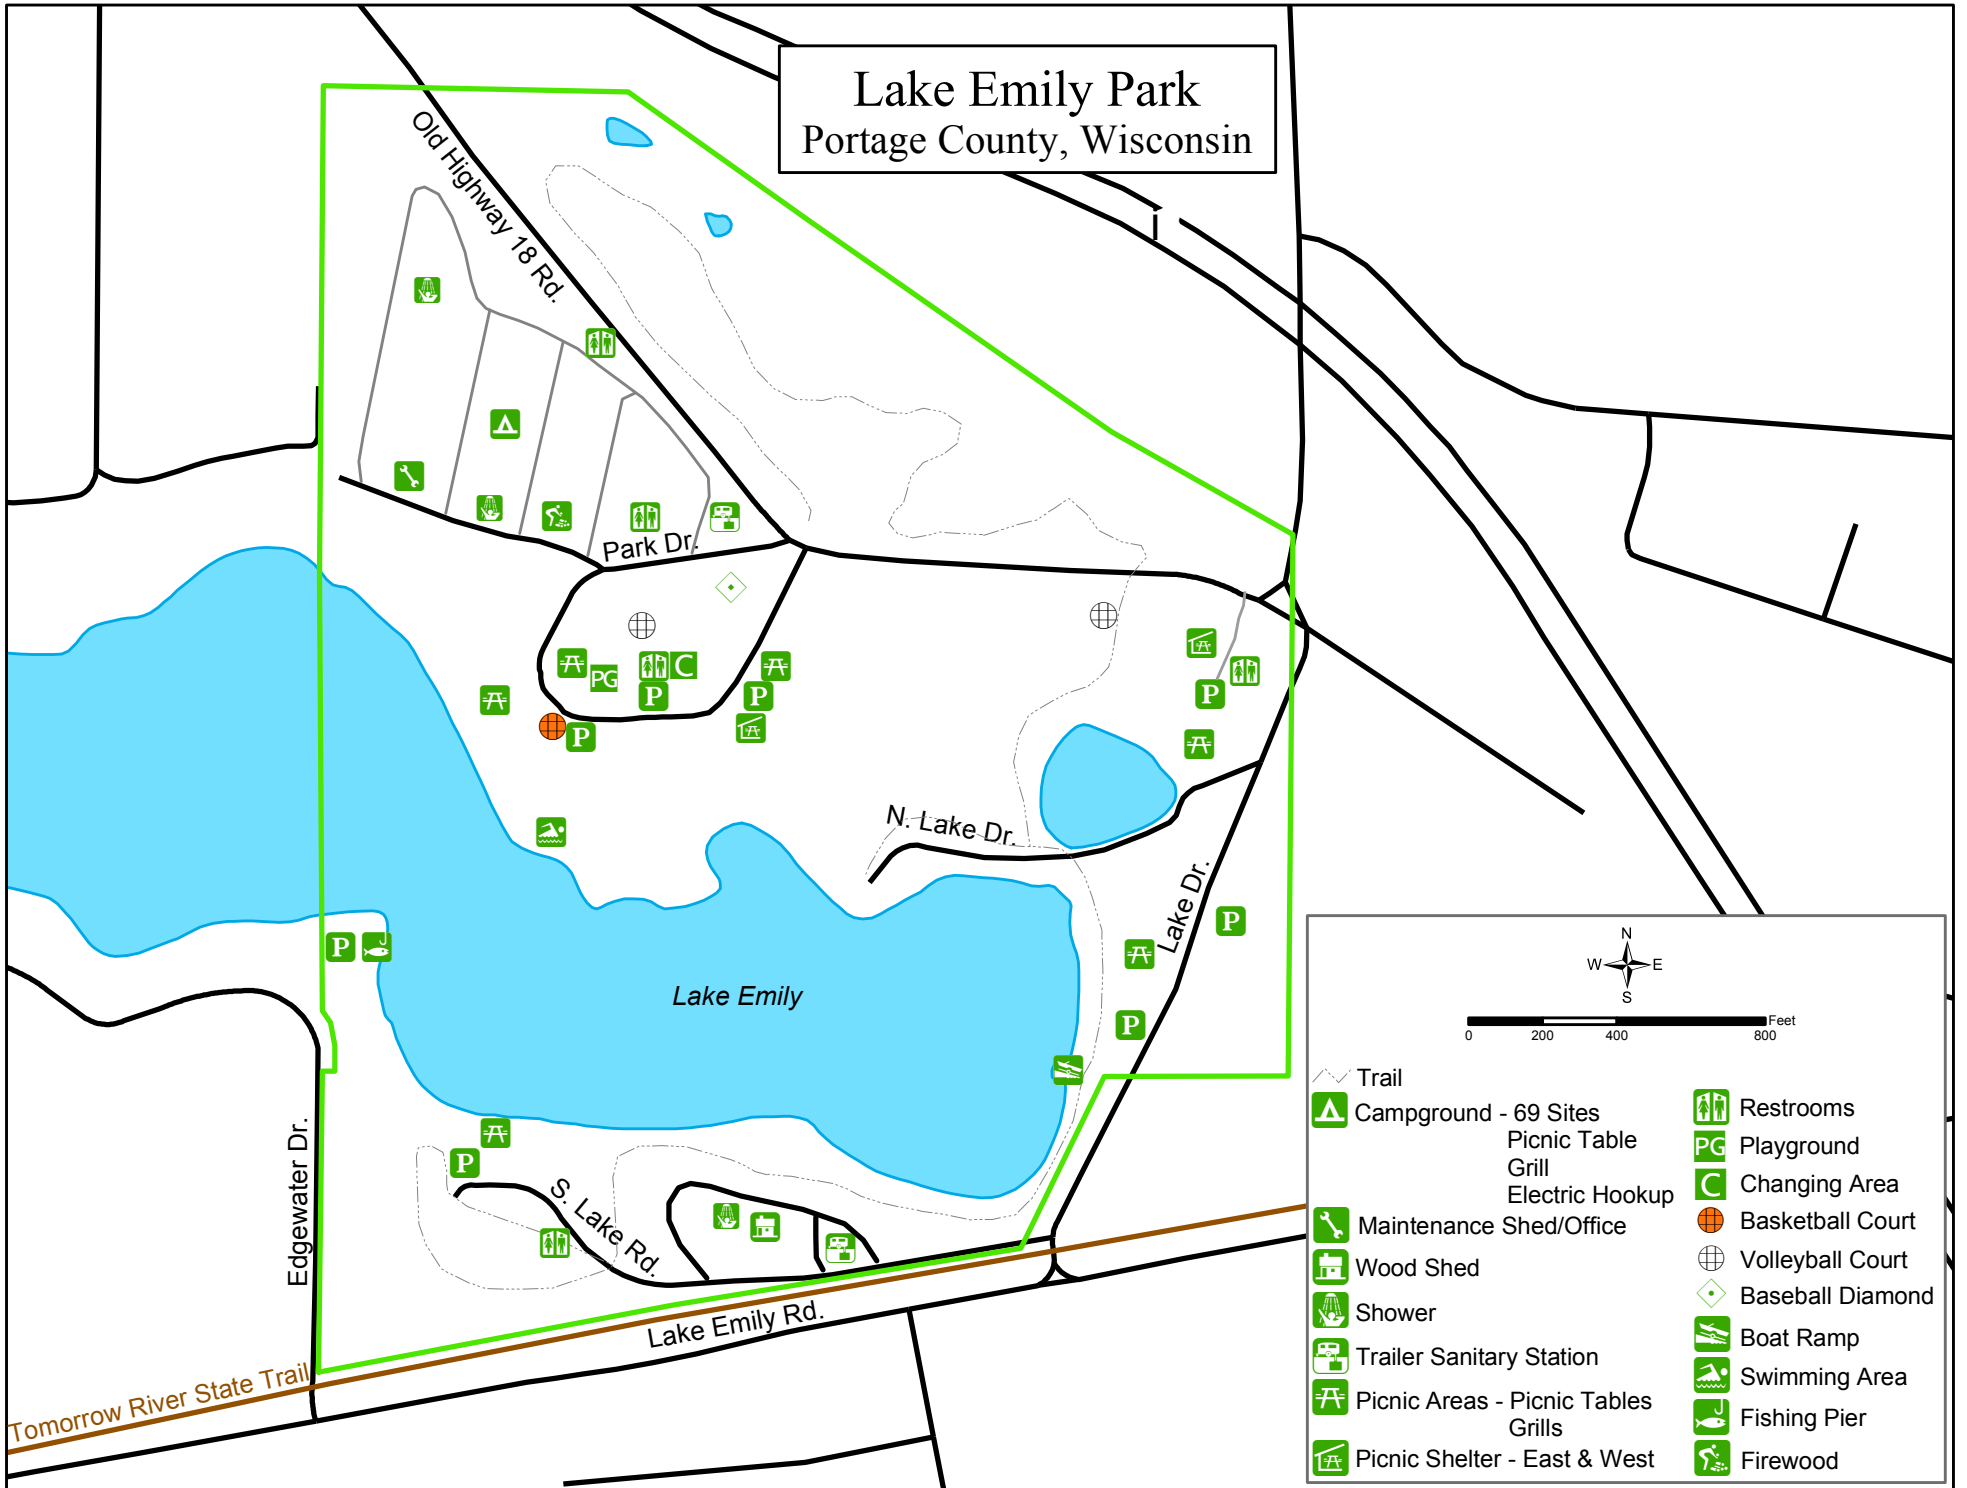 Lake Emily Park
Portage County, Wisconsin
Old Highway 18 Rd.
Park Dr.
PG
C
P
P
P
P
N. Lake Dr.
Lake Dr.
P
P
P
Lake Emily
P
S. Lake Rd.
Edgewater Dr.
Lake Emily Rd.
Tomorrow River State Trail
N
W
E
S
Feet
0 200 400 800
Trail
Campground - 69 Sites
Picnic Table
Grill
Electric Hookup
Maintenance Shed/Office
Wood Shed
Shower
Trailer Sanitary Station
Picnic Areas - Picnic Tables
Grills
Picnic Shelter - East & West
Restrooms
PG Playground
C Changing Area
Basketball Court
Volleyball Court
Baseball Diamond
Boat Ramp
Swimming Area
Fishing Pier
Firewood